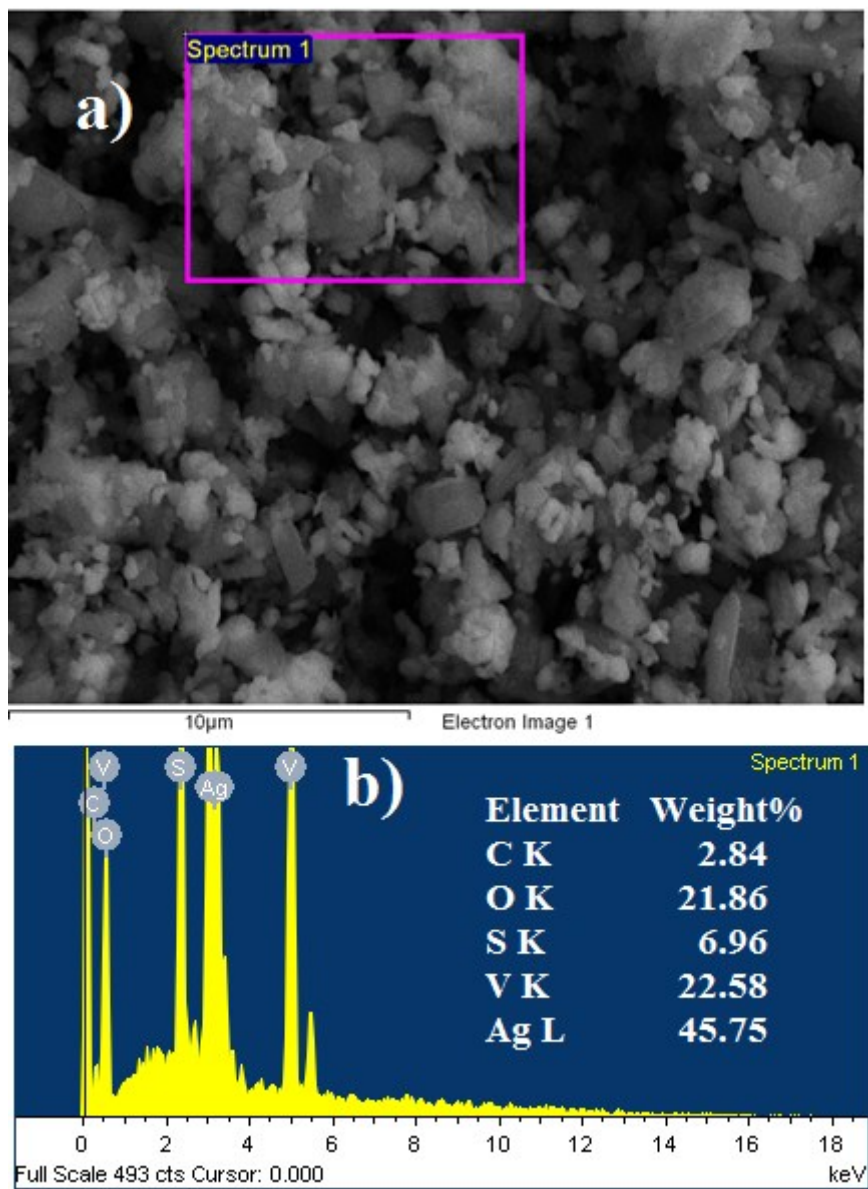 Spectrum 1
a)
10µm
Electron Image 1
V S Ag V
C
O
b)
Spectrum 1
Element Weight%
C K 2.84
O K 21.86
S K 6.96
V K 22.58
Ag L 45.75
0 2 4 6 8 10 12 14 16 18
Full Scale 493 cts Cursor: 0.000 keV